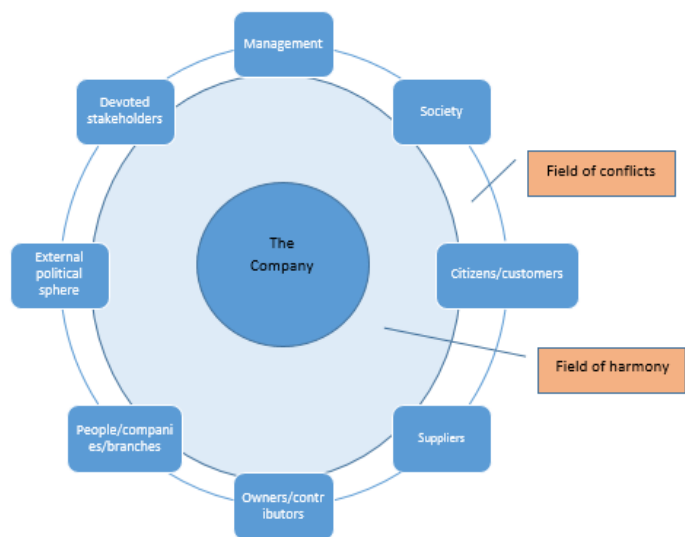 Management
Devoted
stakeholders
Society
Field of conflicts
The
Company
External
political
sphere
Citizens/customers
Field of harmony
People/compani
es/branches
Suppliers
Owners/contr
ibutors